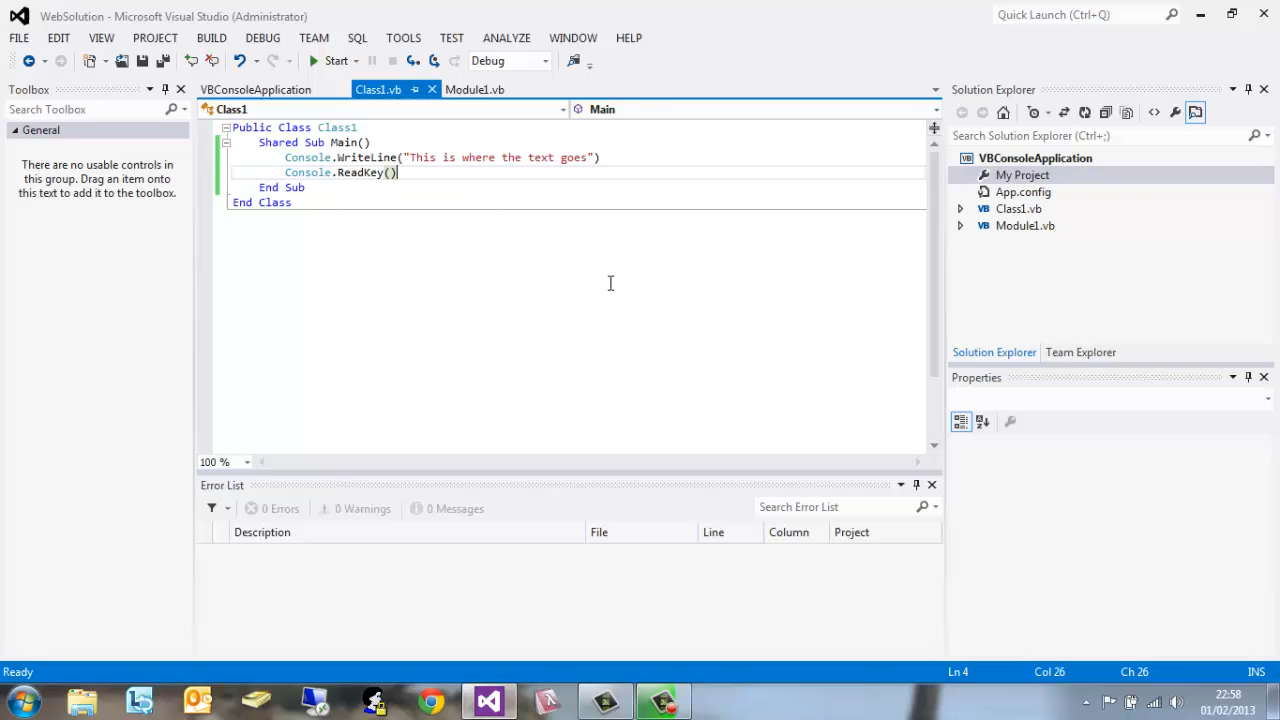 WebSolution - Microsoft Visual Studio (Administrator)
Quick Launch (Ctrl+Q)
FILE EDIT VIEW PROJECT BUILD DEBUG TEAM SQL TOOLS TEST ANALYZE WINDOW HELP
Start Debug
Toolbox
Search Toolbox
General
There are no usable controls in
this group. Drag an item onto
this text to add it to the toolbox.
VBConsoleApplication Class1.vb Module1.vb
Class1 Main
Public Class Class1
Shared Sub Main()
Console.WriteLine("This is where the text goes")
Console.ReadKey()
End Sub
End Class
100 %
Error List
0 Errors 0 Warnings 0 Messages
Search Error List
Description File Line Column Project
Solution Explorer
Search Solution Explorer (Ctrl+;)
VBConsoleApplication
My Project
App.config
VB Class1.vb
VB Module1.vb
Solution Explorer Team Explorer
Properties
Ready Ln 4 Col 26 Ch 26 INS
22:58
01/02/2013